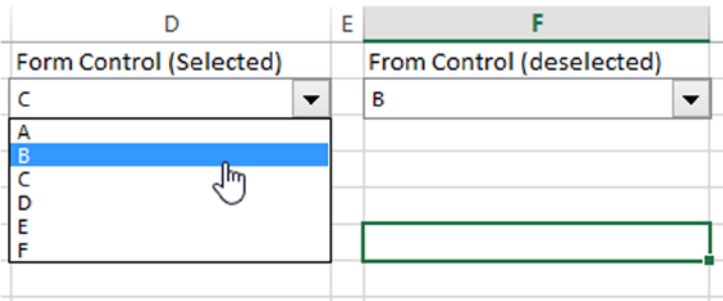 D E F
Form Control (Selected) From Control (deselected)
C B
A
B
C
D
E
F